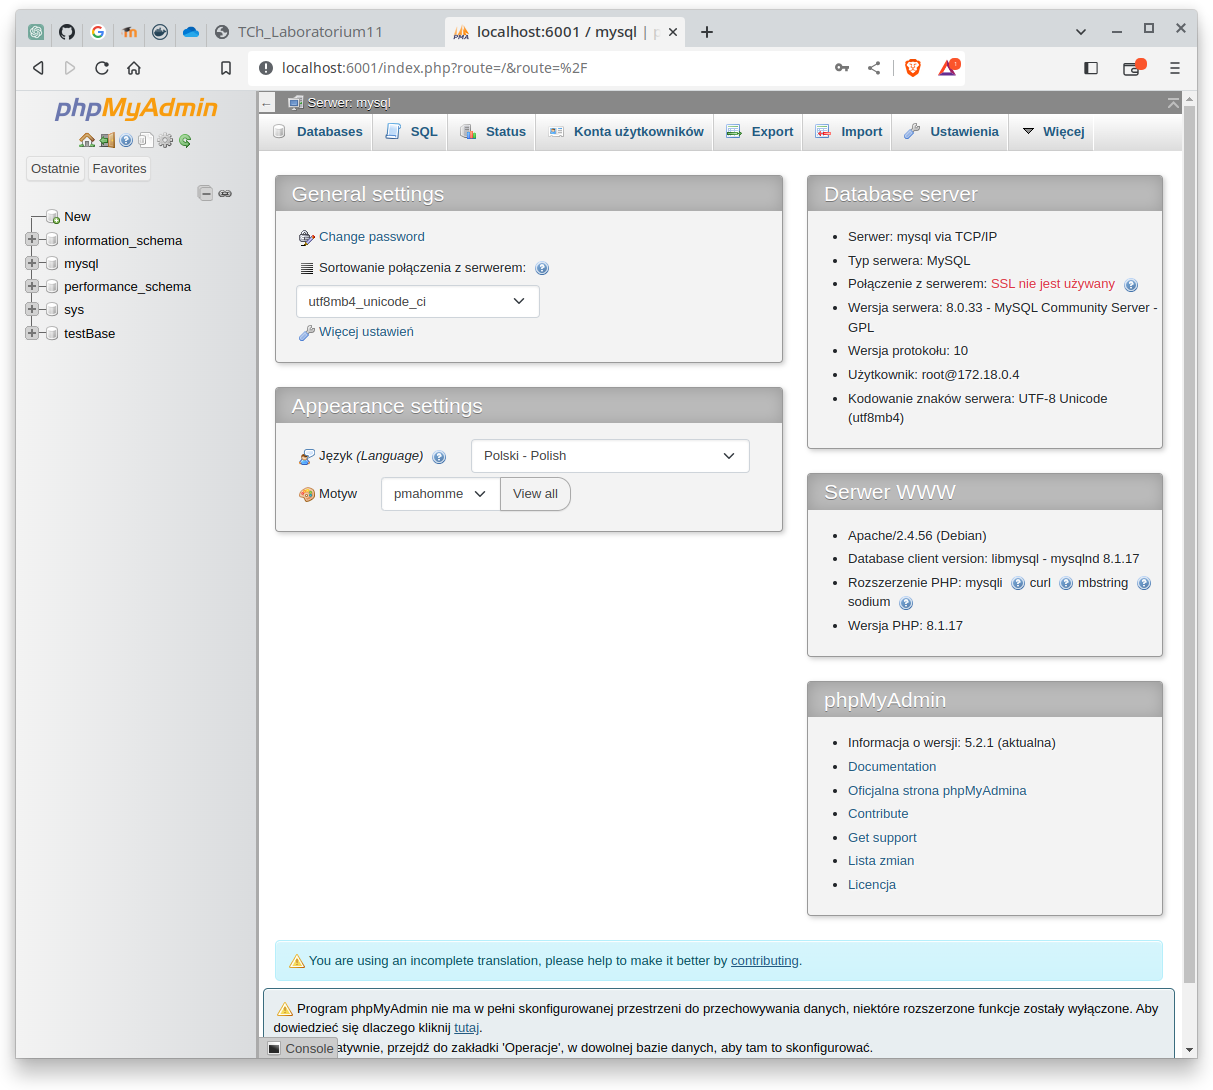 TCh_Laboratorium11
localhost:6001 / mysql |
localhost:6001/index.php?route=/&route=%2F
phpMyAdmin
Ostatnie
Favorites
New
information_schema
mysql
performance_schema
sys
testBase
Serwer: mysql
Databases
SQL
Status
Konta użytkowników
Export
Import
Ustawienia
Więcej
General settings
Change password
Sortowanie połączenia z serwerem:
utf8mb4_unicode_ci
Więcej ustawień
Appearance settings
Język (Language)
Polski - Polish
Motyw
pmahomme
View all
Database server
Serwer: mysql via TCP/IP
Typ serwera: MySQL
Połączenie z serwerem: SSL nie jest używany
Wersja serwera: 8.0.33 - MySQL Community Server -
GPL
Wersja protokołu: 10
Użytkownik: root@172.18.0.4
Kodowanie znaków serwera: UTF-8 Unicode
(utf8mb4)
Serwer WWW
Apache/2.4.56 (Debian)
Database client version: libmysql - mysqlnd 8.1.17
Rozszerzenie PHP: mysqli curl mbstring
sodium
Wersja PHP: 8.1.17
phpMyAdmin
Informacja o wersji: 5.2.1 (aktualna)
Documentation
Oficjalna strona phpMyAdmina
Contribute
Get support
Lista zmian
Licencja
You are using an incomplete translation, please help to make it better by contributing.
Program phpMyAdmin nie ma w pełni skonfigurowanej przestrzeni do przechowywania danych, niektóre rozszerzone funkcje zostały wyłączone. Aby
dowiedzieć się dlaczego kliknij tutaj.
Console
atywnie, przejdź do zakładki 'Operacje', w dowolnej bazie danych, aby tam to skonfigurować.